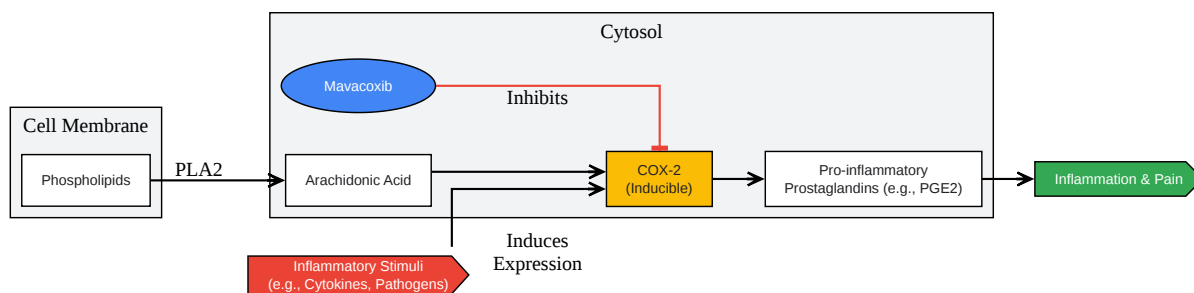 Cytosol
Mavacoxib
Inhibits
Cell Membrane
Phospholipids
PLA2
Arachidonic Acid
COX-2
(Inducible)
Pro-inflammatory
Prostaglandins (e.g., PGE2)
Inflammation & Pain
Induces
Expression
Inflammatory Stimuli
(e.g., Cytokines, Pathogens)